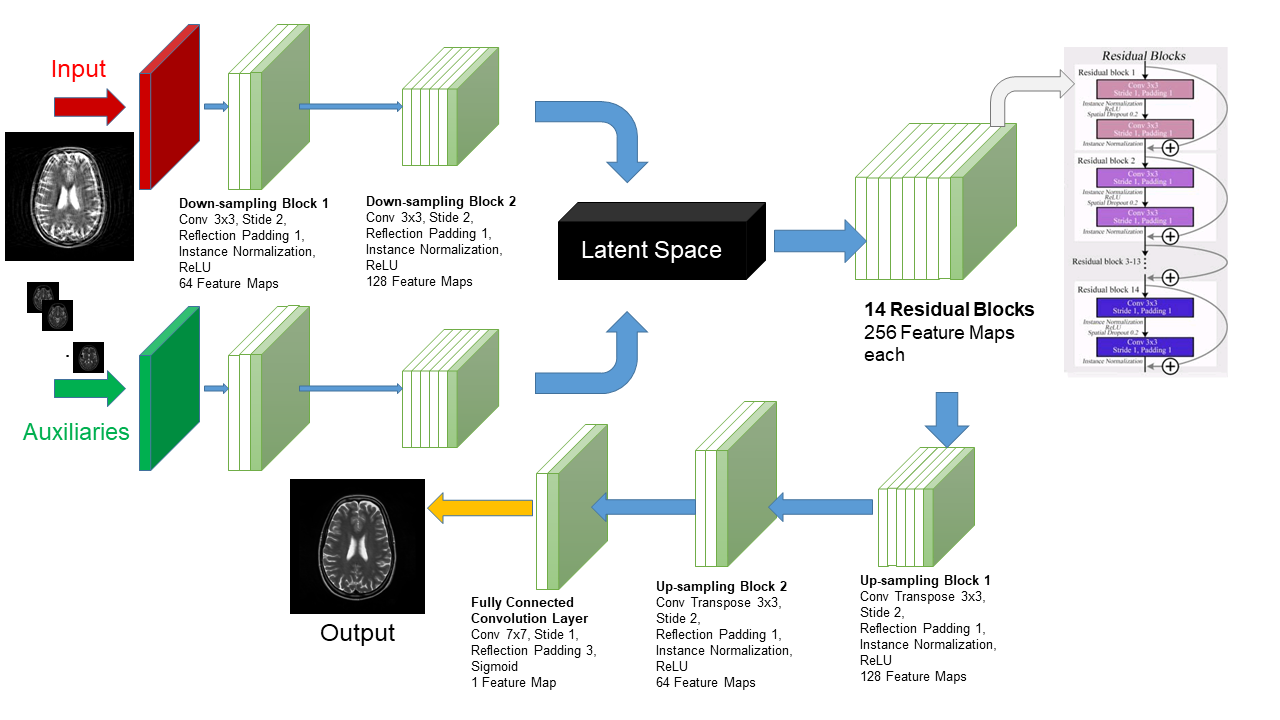 Input
Down-sampling Block 1
Conv 3x3, Stide 2,
Reflection Padding 1,
Instance Normalization,
ReLU
64 Feature Maps
Down-sampling Block 2
Conv 3x3, Stide 2,
Reflection Padding 1,
Instance Normalization,
ReLU
128 Feature Maps
Auxiliaries
Latent Space
14 Residual Blocks
256 Feature Maps
each
Residual Blocks
Residual block 1
Conv 3x3
Stride 1, Padding 1
Instance Normalization
ReLU
Spatial Dropout 0.2
Conv 3x3
Stride 1, Padding 1
Instance Normalization
Residual block 2
Conv 3x3
Stride 1, Padding 1
Instance Normalization
ReLU
Spatial Dropout 0.2
Conv 3x3
Stride 1, Padding 1
Instance Normalization
Residual block 3-13
Residual block 14
Conv 3x3
Stride 1, Padding 1
Instance Normalization
ReLU
Spatial Dropout 0.2
Conv 3x3
Stride 1, Padding 1
Instance Normalization
Up-sampling Block 1
Conv Transpose 3x3,
Stide 2,
Reflection Padding 1,
Instance Normalization,
ReLU
128 Feature Maps
Up-sampling Block 2
Conv Transpose 3x3,
Stide 2,
Reflection Padding 1,
Instance Normalization,
ReLU
64 Feature Maps
Fully Connected
Convolution Layer
Conv 7x7, Stide 1,
Reflection Padding 3,
Sigmoid
1 Feature Map
Output